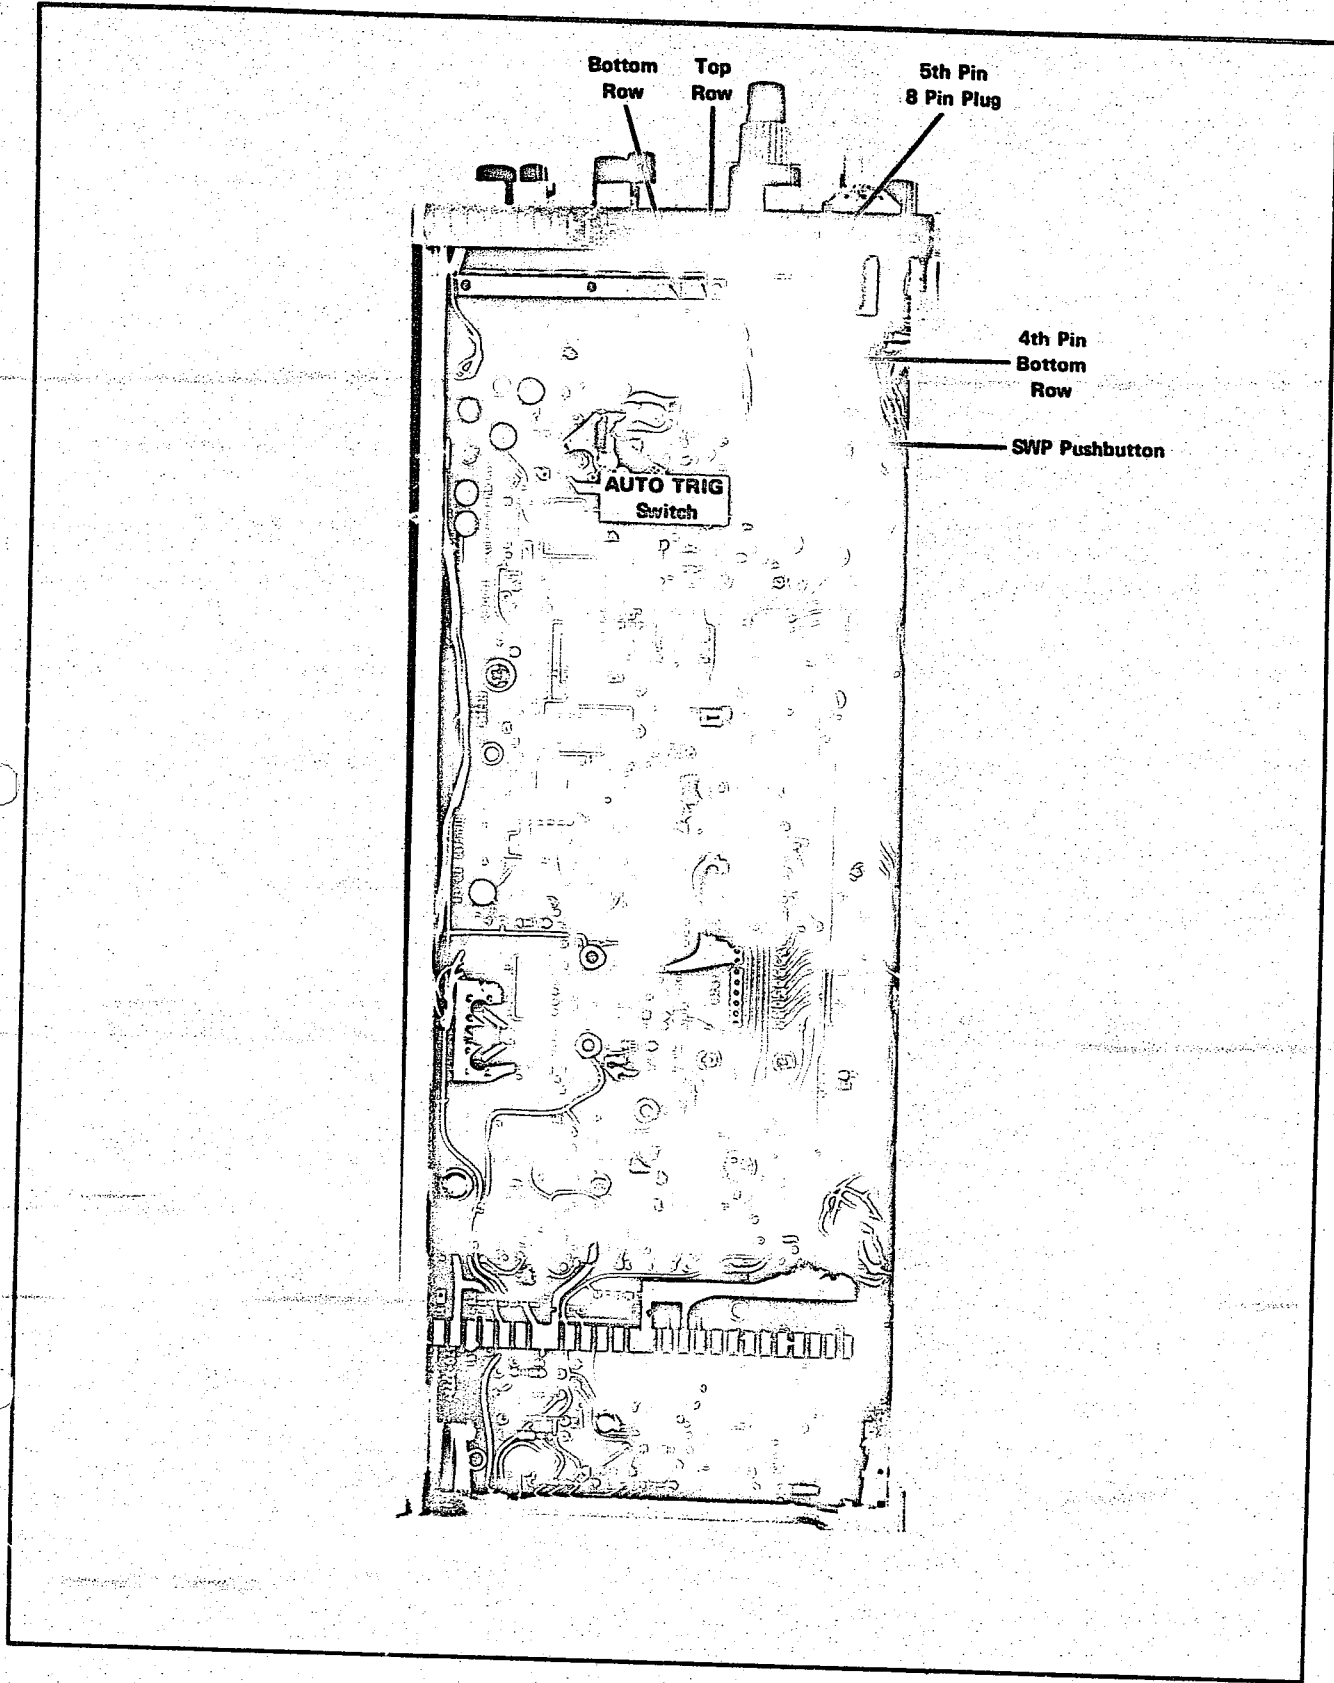 Bottom
Row
Top
Row
5th Pin
8 Pin Plug
4th Pin
Bottom
Row
SWP Pushbutton
AUTO TRIG
Switch